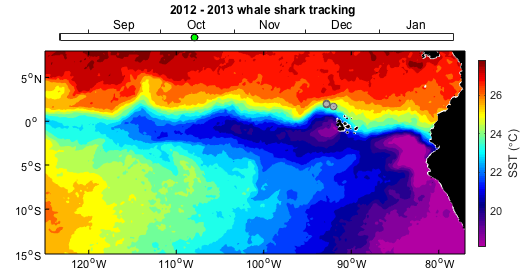 2012 - 2013 whale shark tracking
Sep Oct Nov Dec Jan
5°N
0°
5°S
10°S
15°S
120°W 110°W 100°W 90°W 80°W
26
24
22
20
SST (°C)